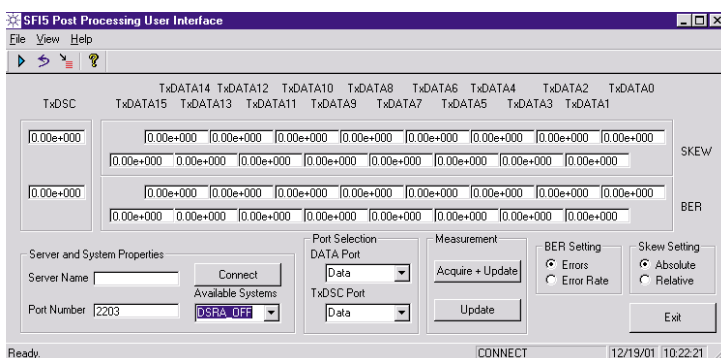 SFI5 Post Processing User Interface
File View Help
TxDATA14 TxDATA12 TxDATA10 TxDATA8 TxDATA6 TxDATA4 TxDATA2 TxDATA0
TxDSC TxDATA15 TxDATA13 TxDATA11 TxDATA9 TxDATA7 TxDATA5 TxDATA3 TxDATA1
0.00e+000 0.00e+000 0.00e+000 0.00e+000 0.00e+000 0.00e+000 0.00e+000 0.00e+000 0.00e+000
SKEW
0.00e+000 0.00e+000 0.00e+000 0.00e+000 0.00e+000 0.00e+000 0.00e+000 0.00e+000
0.00e+000 0.00e+000 0.00e+000 0.00e+000 0.00e+000 0.00e+000 0.00e+000 0.00e+000 0.00e+000
BER
0.00e+000 0.00e+000 0.00e+000 0.00e+000 0.00e+000 0.00e+000 0.00e+000 0.00e+000
Server and System Properties
Server Name
Connect
Available Systems
Port Number 2203
DSRA_OFF
Port Selection
DATA Port
Data
TxDSC Port
Data
Measurement
Acquire + Update
Update
BER Setting
Errors
Error Rate
Skew Setting
Absolute
Relative
Exit
Ready. CONNECT 12/19/01 10:22:21